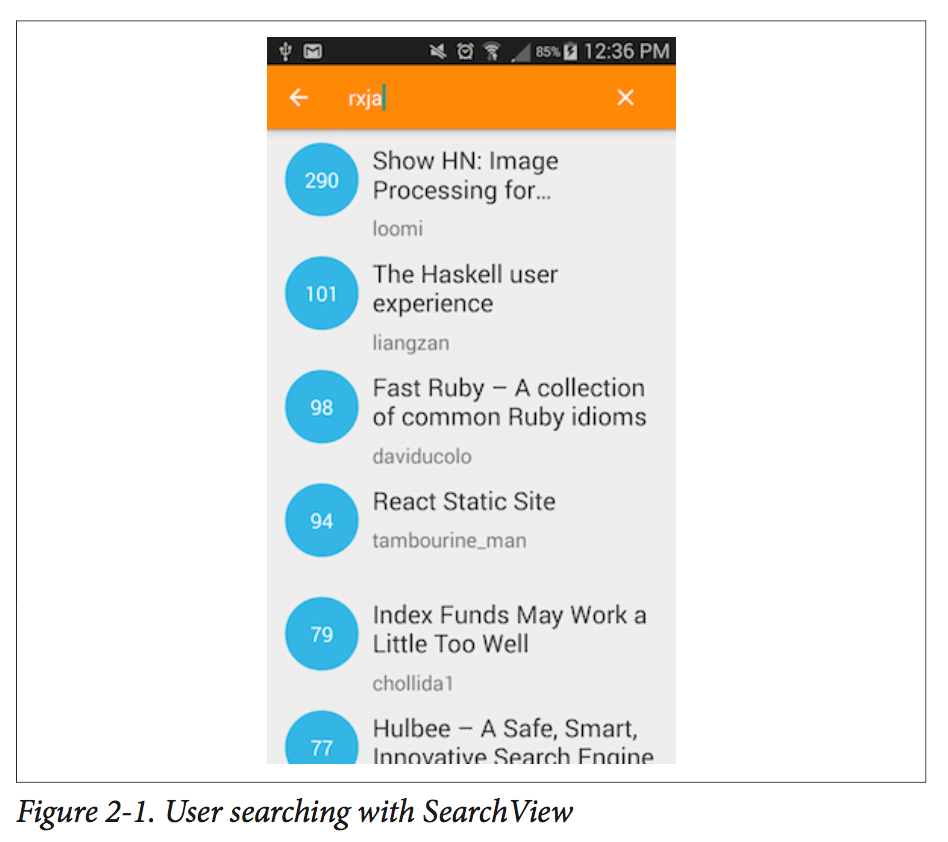 85% 12:36 PM
rxja
290
Show HN: Image
Processing for...
loomi
101
The Haskell user
experience
liangzan
98
Fast Ruby – A collection
of common Ruby idioms
daviducolo
94
React Static Site
tambourine_man
79
Index Funds May Work a
Little Too Well
chollida1
77
Hulbee – A Safe, Smart,
Innovative Search Engine
Figure 2-1. User searching with SearchView